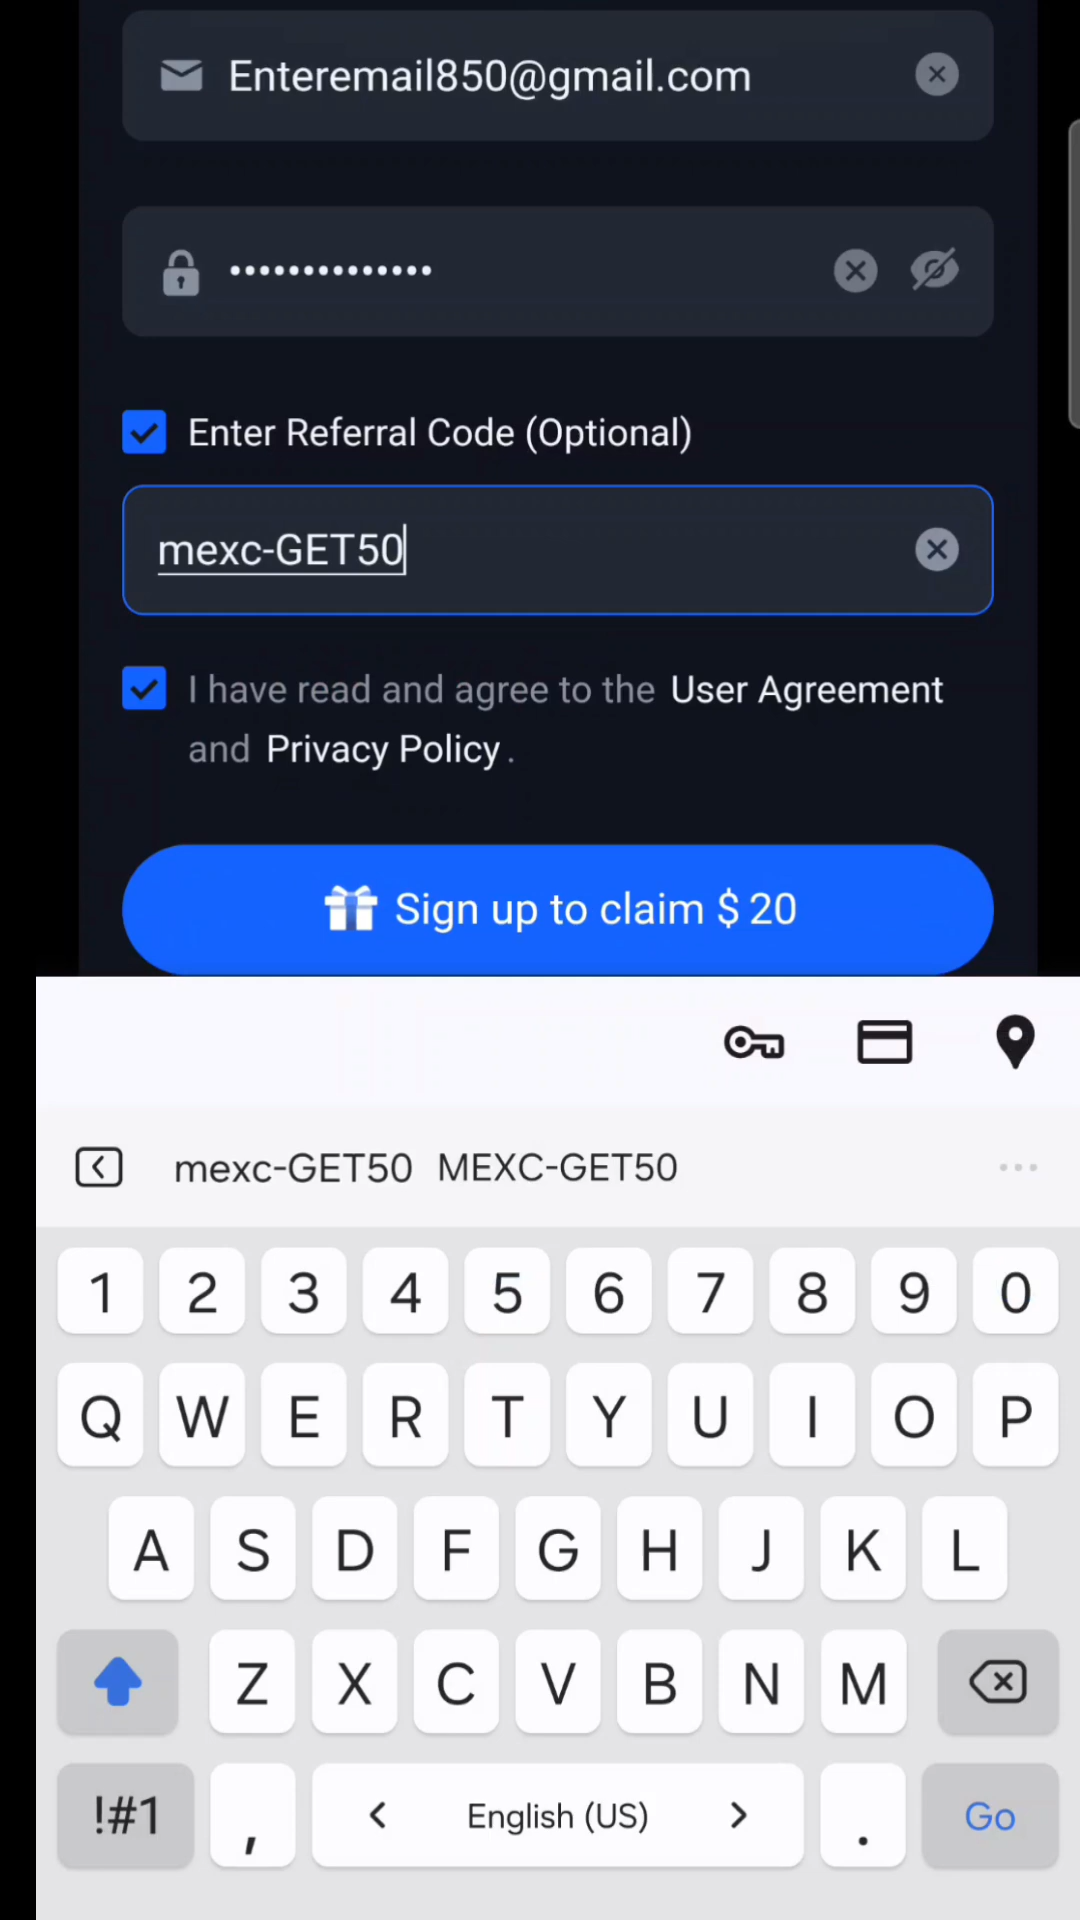 Enteremail850@gmail.com
••••••••••••••
Enter Referral Code (Optional)
mexc-GET50
I have read and agree to the User Agreement
and Privacy Policy .
Sign up to claim $ 20
mexc-GET50 MEXC-GET50 ...
1 2 3 4 5 6 7 8 9 0
Q W E R T Y U I O P
A S D F G H J K L
Z X C V B N M
!#1 , < English (US) > . Go